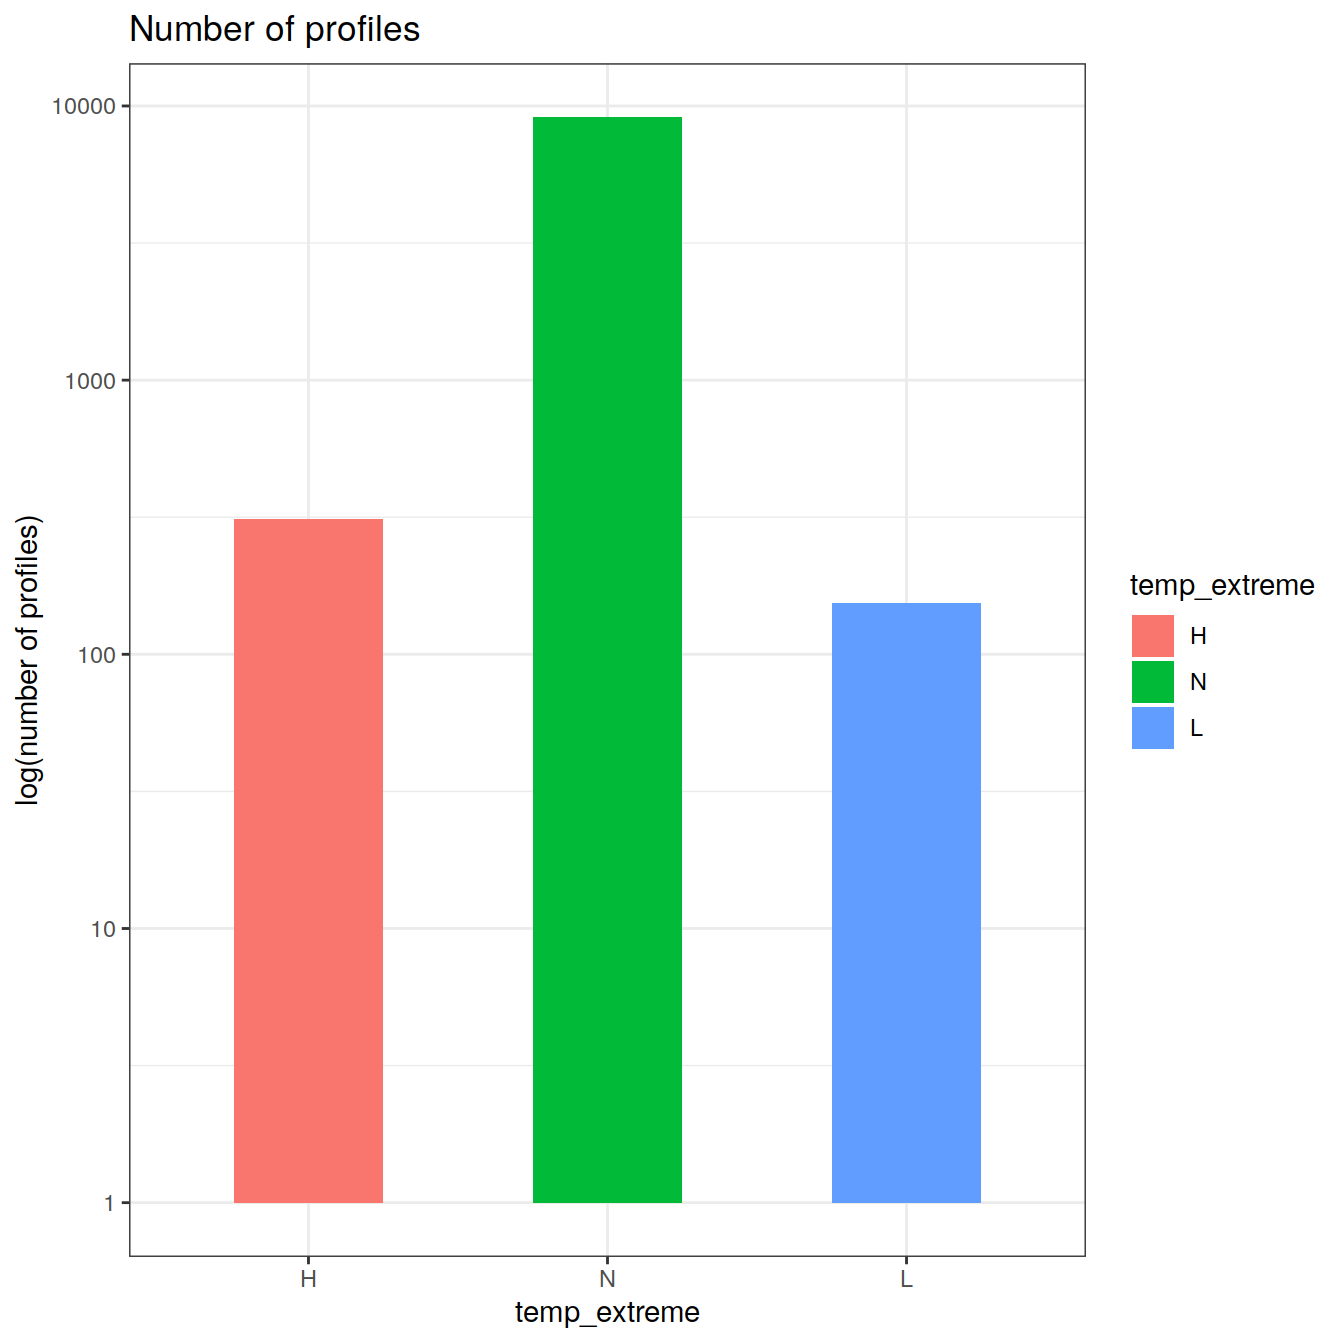 Number of profiles
10000
1000
100
10
1
log(number of profiles)
H
N
L
temp_extreme
temp_extreme
H
N
L